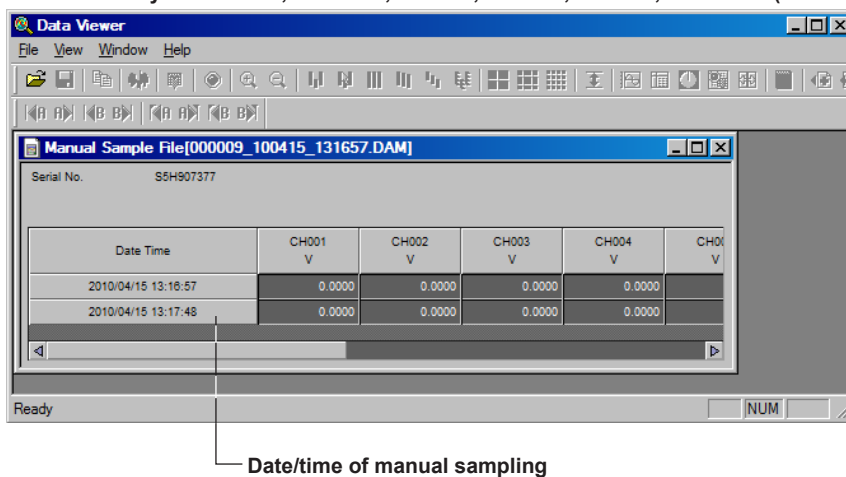 Data Viewer
File View Window Help
A A B B A A B B
Manual Sample File[000009_100415_131657.DAM]
Serial No. S5H907377
Date Time CH001 CH002 CH003 CH004
V V V V V
2010/04/15 13:16:57 0.0000 0.0000 0.0000 0.0000
2010/04/15 13:17:48 0.0000 0.0000 0.0000 0.0000
Ready NUM
Date/time of manual sampling